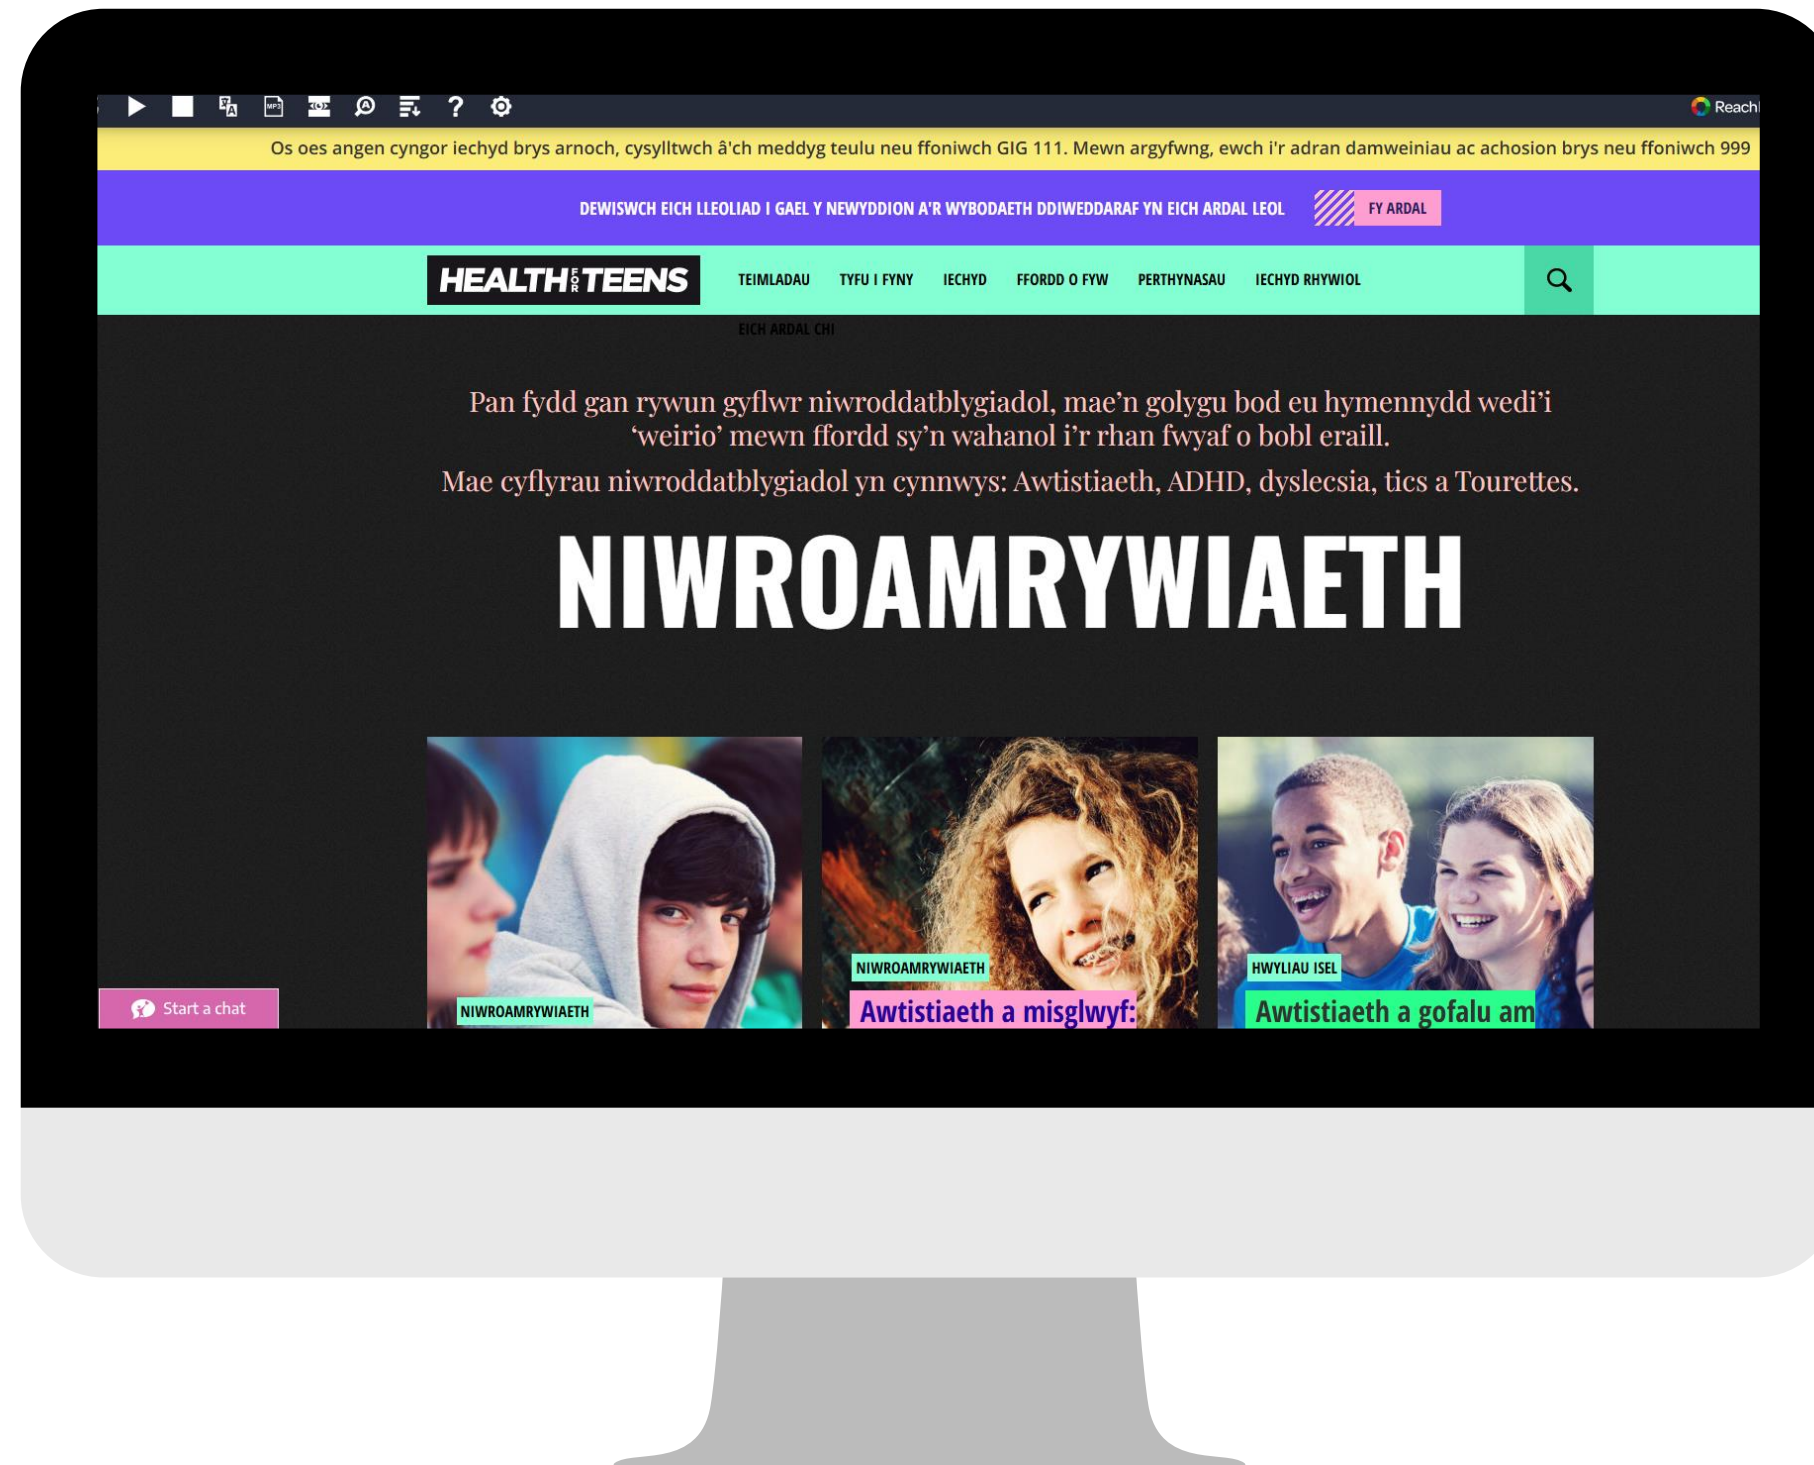 MP3
?
Reach
Os oes angen cyngor iechyd brys arnoch, cysylltwch â'ch meddyg teulu neu ffoniwch GIG 111. Mewn argyfwng, ewch i'r adran damweiniau ac achosion brys neu ffoniwch 999
DEWISWCH EICH LLEOLIAD I GAEL Y NEWYDDION A'R WYBODAETH DDIWEDDARAF YN EICH ARDAL LEOL
FY ARDAL
HEALTH FOR TEENS
TEIMLADAU TYFU I FYNY IECHYD FFORDD O FYW PERTHYNASAU IECHYD RHYWIOL
EICH ARDAL CHI
Pan fydd gan rywun gyflwr niwroddatblygiadol, mae’n golygu bod eu hymennydd wedi’i
‘weirio’ mewn ffordd sy’n wahanol i’r rhan fwyaf o bobl eraill.
Mae cyflyrau niwroddatblygiadol yn cynnwys: Awtistiaeth, ADHD, dyslecsia, tics a Tourettes.
NIWROAMRYWIAETH
NIWROAMRYWIAETH
NIWROAMRYWIAETH
Awtistiaeth a misglwyf:
HWYLIAU ISEL
Awtistiaeth a gofalu am
Start a chat